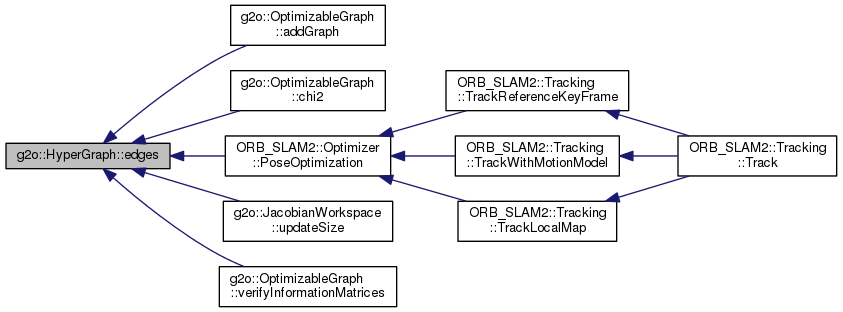 g2o::HyperGraph::edges
g2o::OptimizableGraph
::addGraph
g2o::OptimizableGraph
::chi2
ORB_SLAM2::Optimizer
::PoseOptimization
g2o::JacobianWorkspace
::updateSize
g2o::OptimizableGraph
::verifyInformationMatrices
ORB_SLAM2::Tracking
::TrackReferenceKeyFrame
ORB_SLAM2::Tracking
::TrackWithMotionModel
ORB_SLAM2::Tracking
::TrackLocalMap
ORB_SLAM2::Tracking
::Track